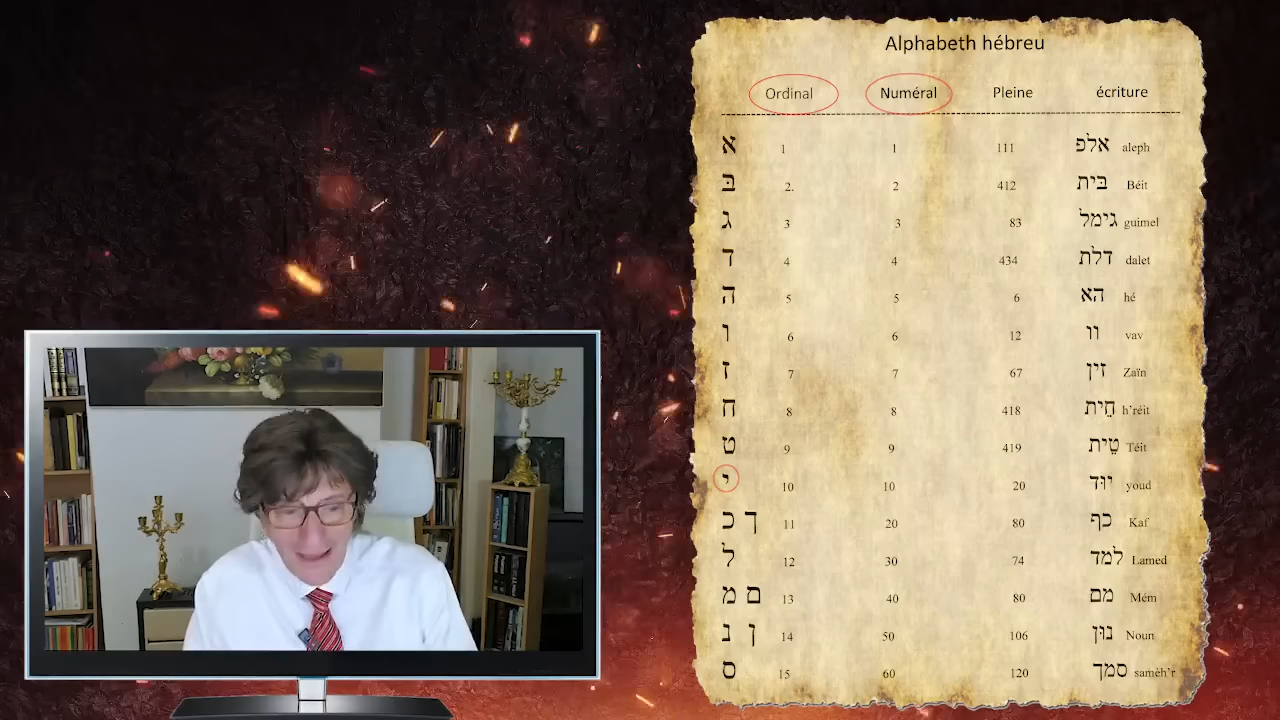 Alphabeth hébreu
Ordinal Numéral Pleine écriture
א 1 1 111 אלפ aleph
בּ 2. 2 412 בּית Béit
ג 3 3 83 גימל guimel
ד 4 4 434 דלת dalet
ה 5 5 6 הא hé
ו 6 6 12 וו vav
ז 7 7 67 זין Zaïn
ח 8 8 418 חֵית h'réit
ט 9 9 419 טֵית Téit
י 10 10 20 יוּד youd
כ ך 11 20 80 כף Kaf
ל 12 30 74 למד Lamed
מ ם 13 40 80 מם Mém
נ ן 14 50 106 נוּן Noun
ס 15 60 120 סמך saméh'r